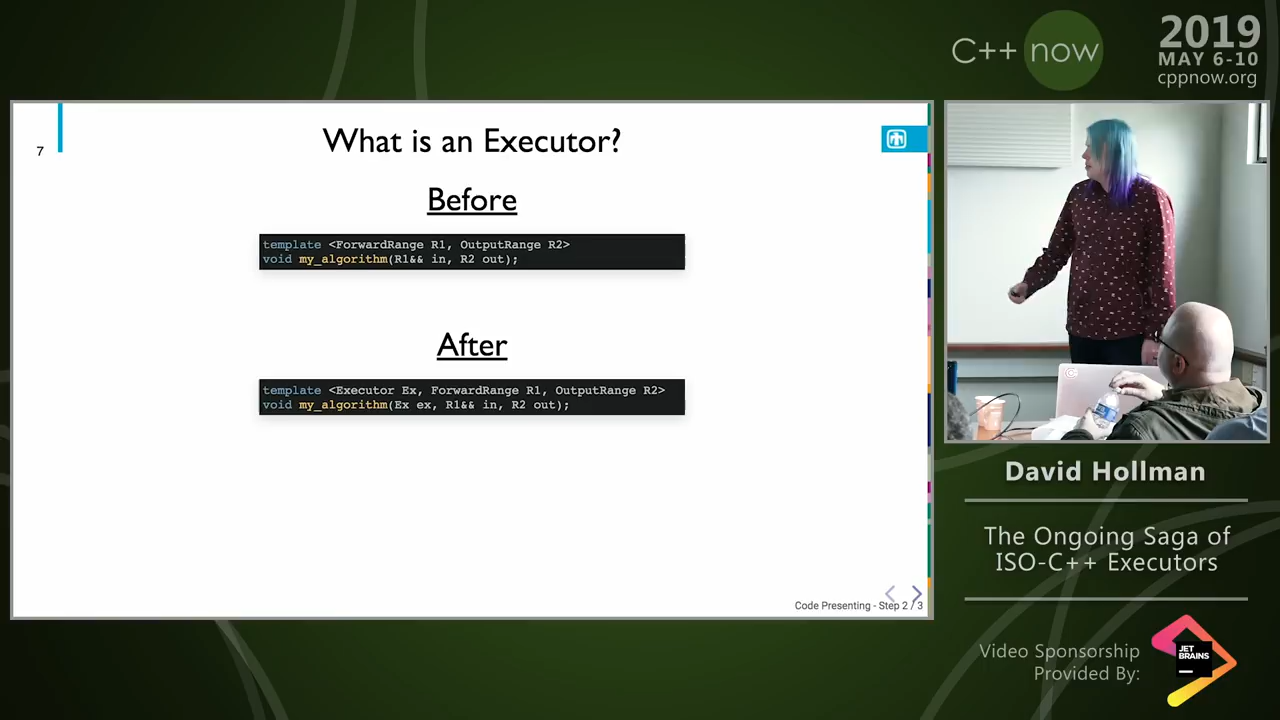 C++ now
2019
MAY 6-10
cppnow.org
7
What is an Executor?
Before
template <ForwardRange R1, OutputRange R2>
void my_algorithm(R1&& in, R2 out);
After
template <Executor Ex, ForwardRange R1, OutputRange R2>
void my_algorithm(Ex ex, R1&& in, R2 out);
Code Presenting - Step 2 / 3
David Hollman
The Ongoing Saga of
ISO-C++ Executors
Video Sponsorship
Provided By:
JET
BRAINS